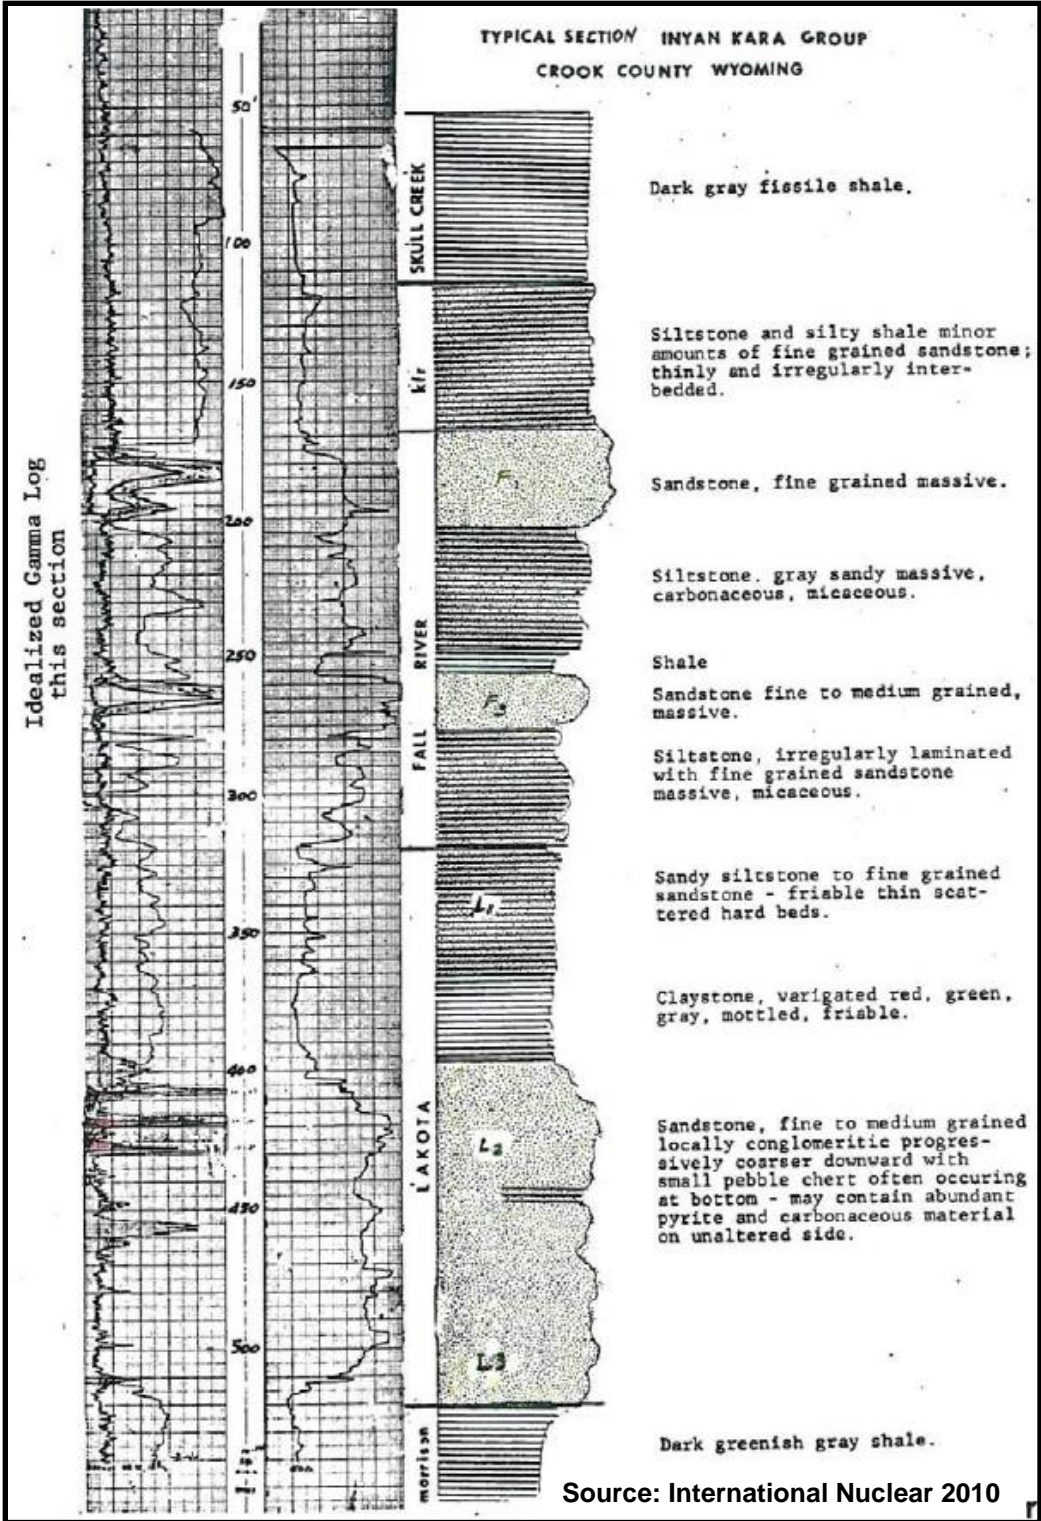 TYPICAL SECTION INYAN KARA GROUP
CROOK COUNTY WYOMING
Idealized Gamma Log
this section
50'
100
150
200
250
300
350
400
450
500
SKULL CREEK
kfr
FALL RIVER
LAKOTA
morrison
F1
F2
L1
L2
L3
Dark gray fissile shale.
Siltstone and silty shale minor
amounts of fine grained sandstone;
thinly and irregularly inter-
bedded.
Sandstone, fine grained massive.
Siltstone. gray sandy massive,
carbonaceous, micaceous.
Shale
Sandstone fine to medium grained,
massive.
Siltstone, irregularly laminated
with fine grained sandstone
massive, micaceous.
Sandy siltstone to fine grained
sandstone - friable thin scat-
tered hard beds.
Claystone, varigated red, green,
gray, mottled, friable.
Sandstone, fine to medium grained
locally conglomeritic progres-
sively coarser downward with
small pebble chert often occuring
at bottom - may contain abundant
pyrite and carbonaceous material
on unaltered side.
Dark greenish gray shale.
Source: International Nuclear 2010
r